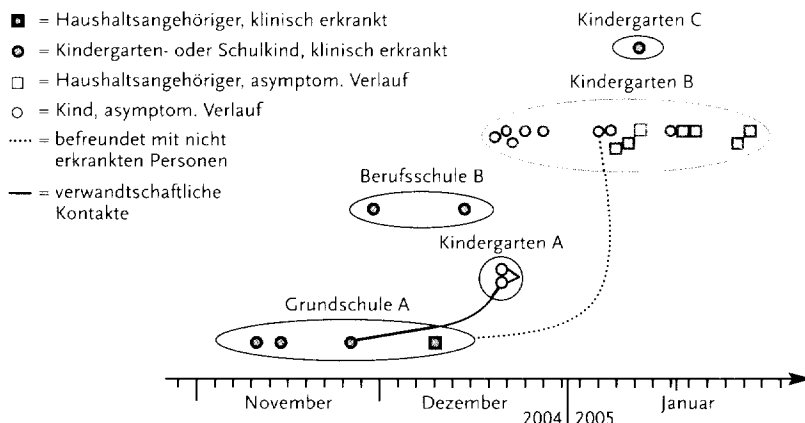 = Haushaltsangehöriger, klinisch erkrankt
= Kindergarten- oder Schulkind, klinisch erkrankt
= Haushaltsangehöriger, asymptom. Verlauf
= Kind, asymptom. Verlauf
= befreundet mit nicht
erkrankten Personen
= verwandtschaftliche
Kontakte
Kindergarten C
Kindergarten B
Berufsschule B
Kindergarten A
Grundschule A
November
Dezember
Januar
2004 2005